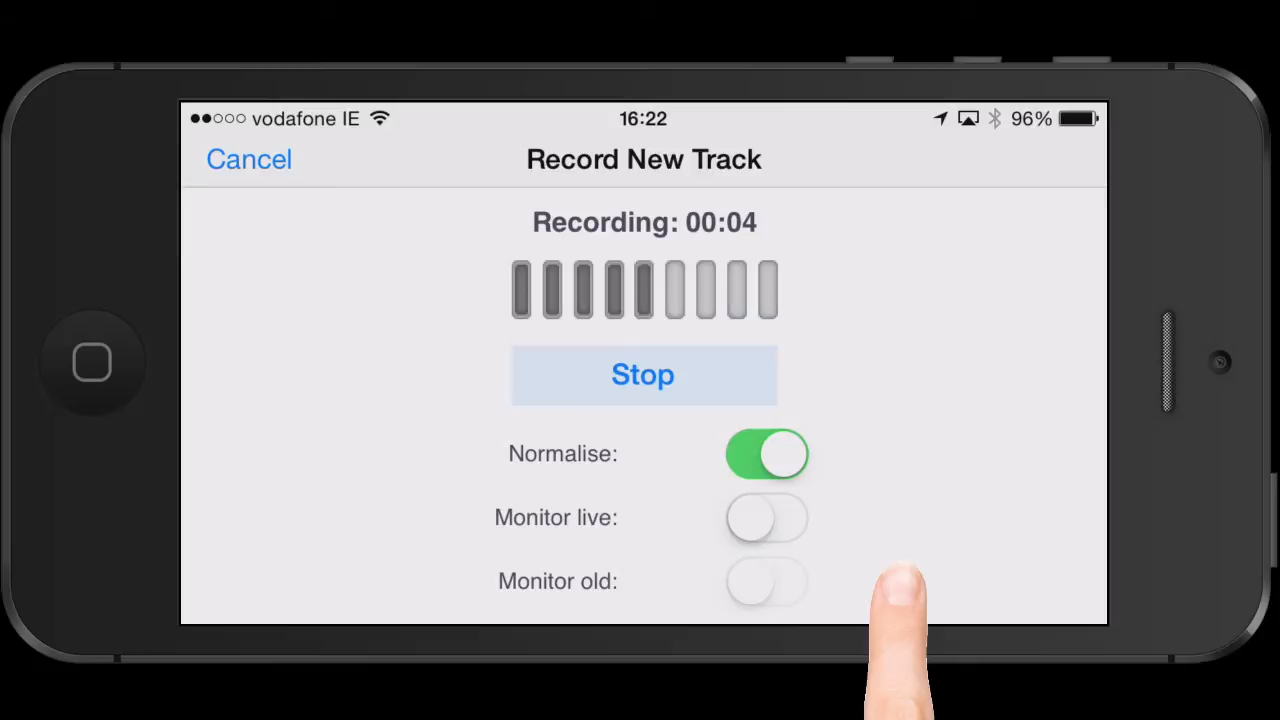 vodafone IE 16:22 96%
Cancel Record New Track
Recording: 00:04
Stop
Normalise:
Monitor live:
Monitor old: